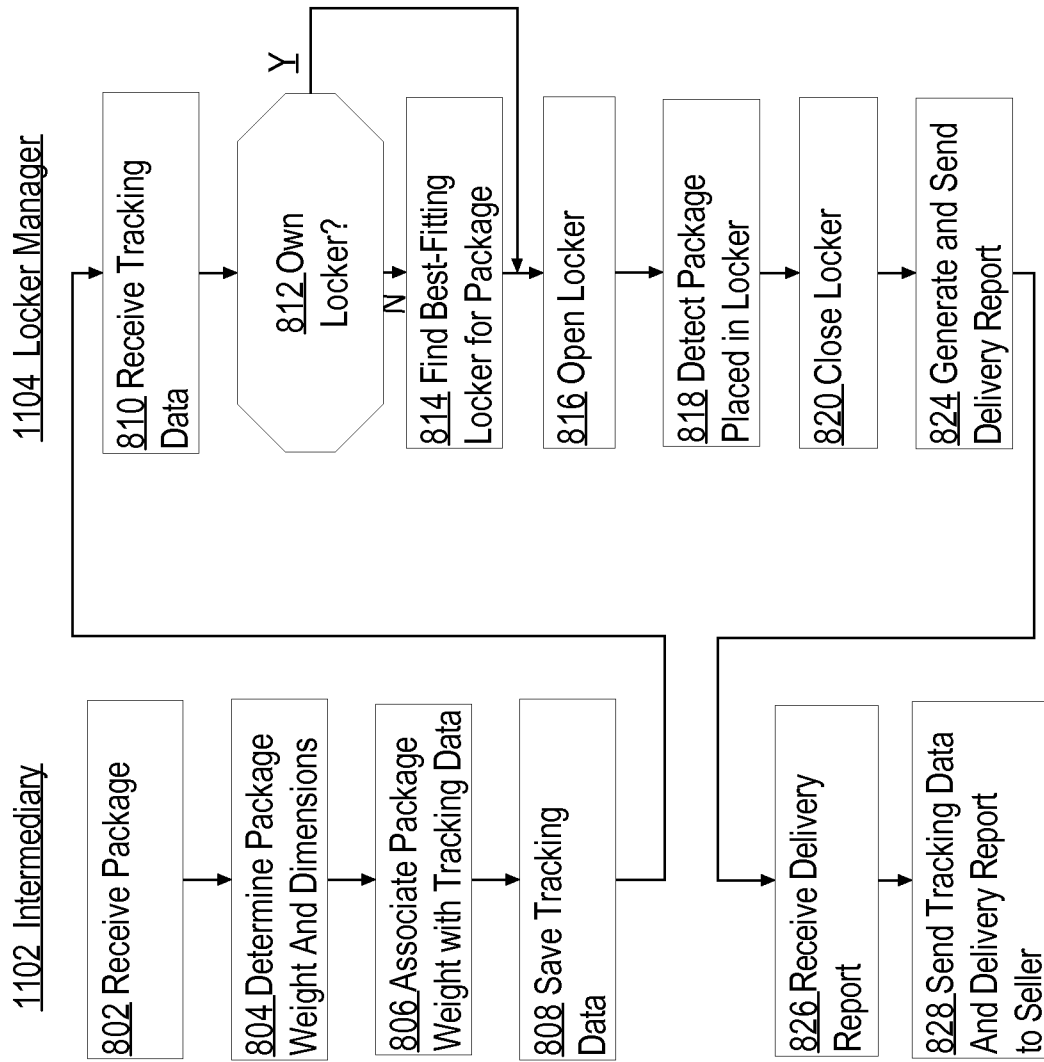 1102 Intermediary
802 Receive Package
804 Determine Package
Weight And Dimensions
806 Associate Package
Weight with Tracking Data
808 Save Tracking
Data
826 Receive Delivery
Report
828 Send Tracking Data
And Delivery Report
to Seller
1104 Locker Manager
810 Receive Tracking
Data
812 Own
Locker?
Y
N
814 Find Best-Fitting
Locker for Package
816 Open Locker
818 Detect Package
Placed in Locker
820 Close Locker
824 Generate and Send
Delivery Report